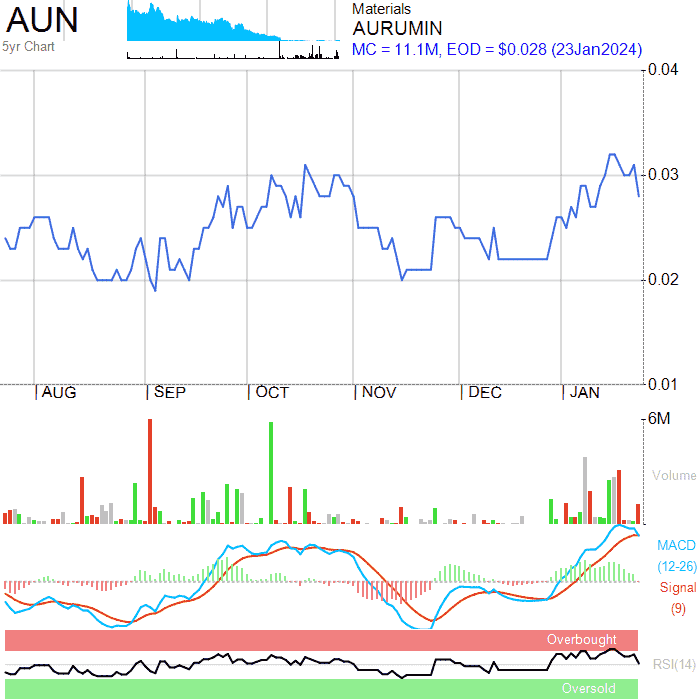 AUN
5yr Chart
Materials
AURUMIN
MC = 11.1M, EOD = $0.028 (23Jan2024)
0.04
0.03
0.02
0.01
|AUG |SEP |OCT |NOV |DEC |JAN
6M
Volume
MACD
(12-26)
Signal
(9)
Overbought
RSI(14)
Oversold